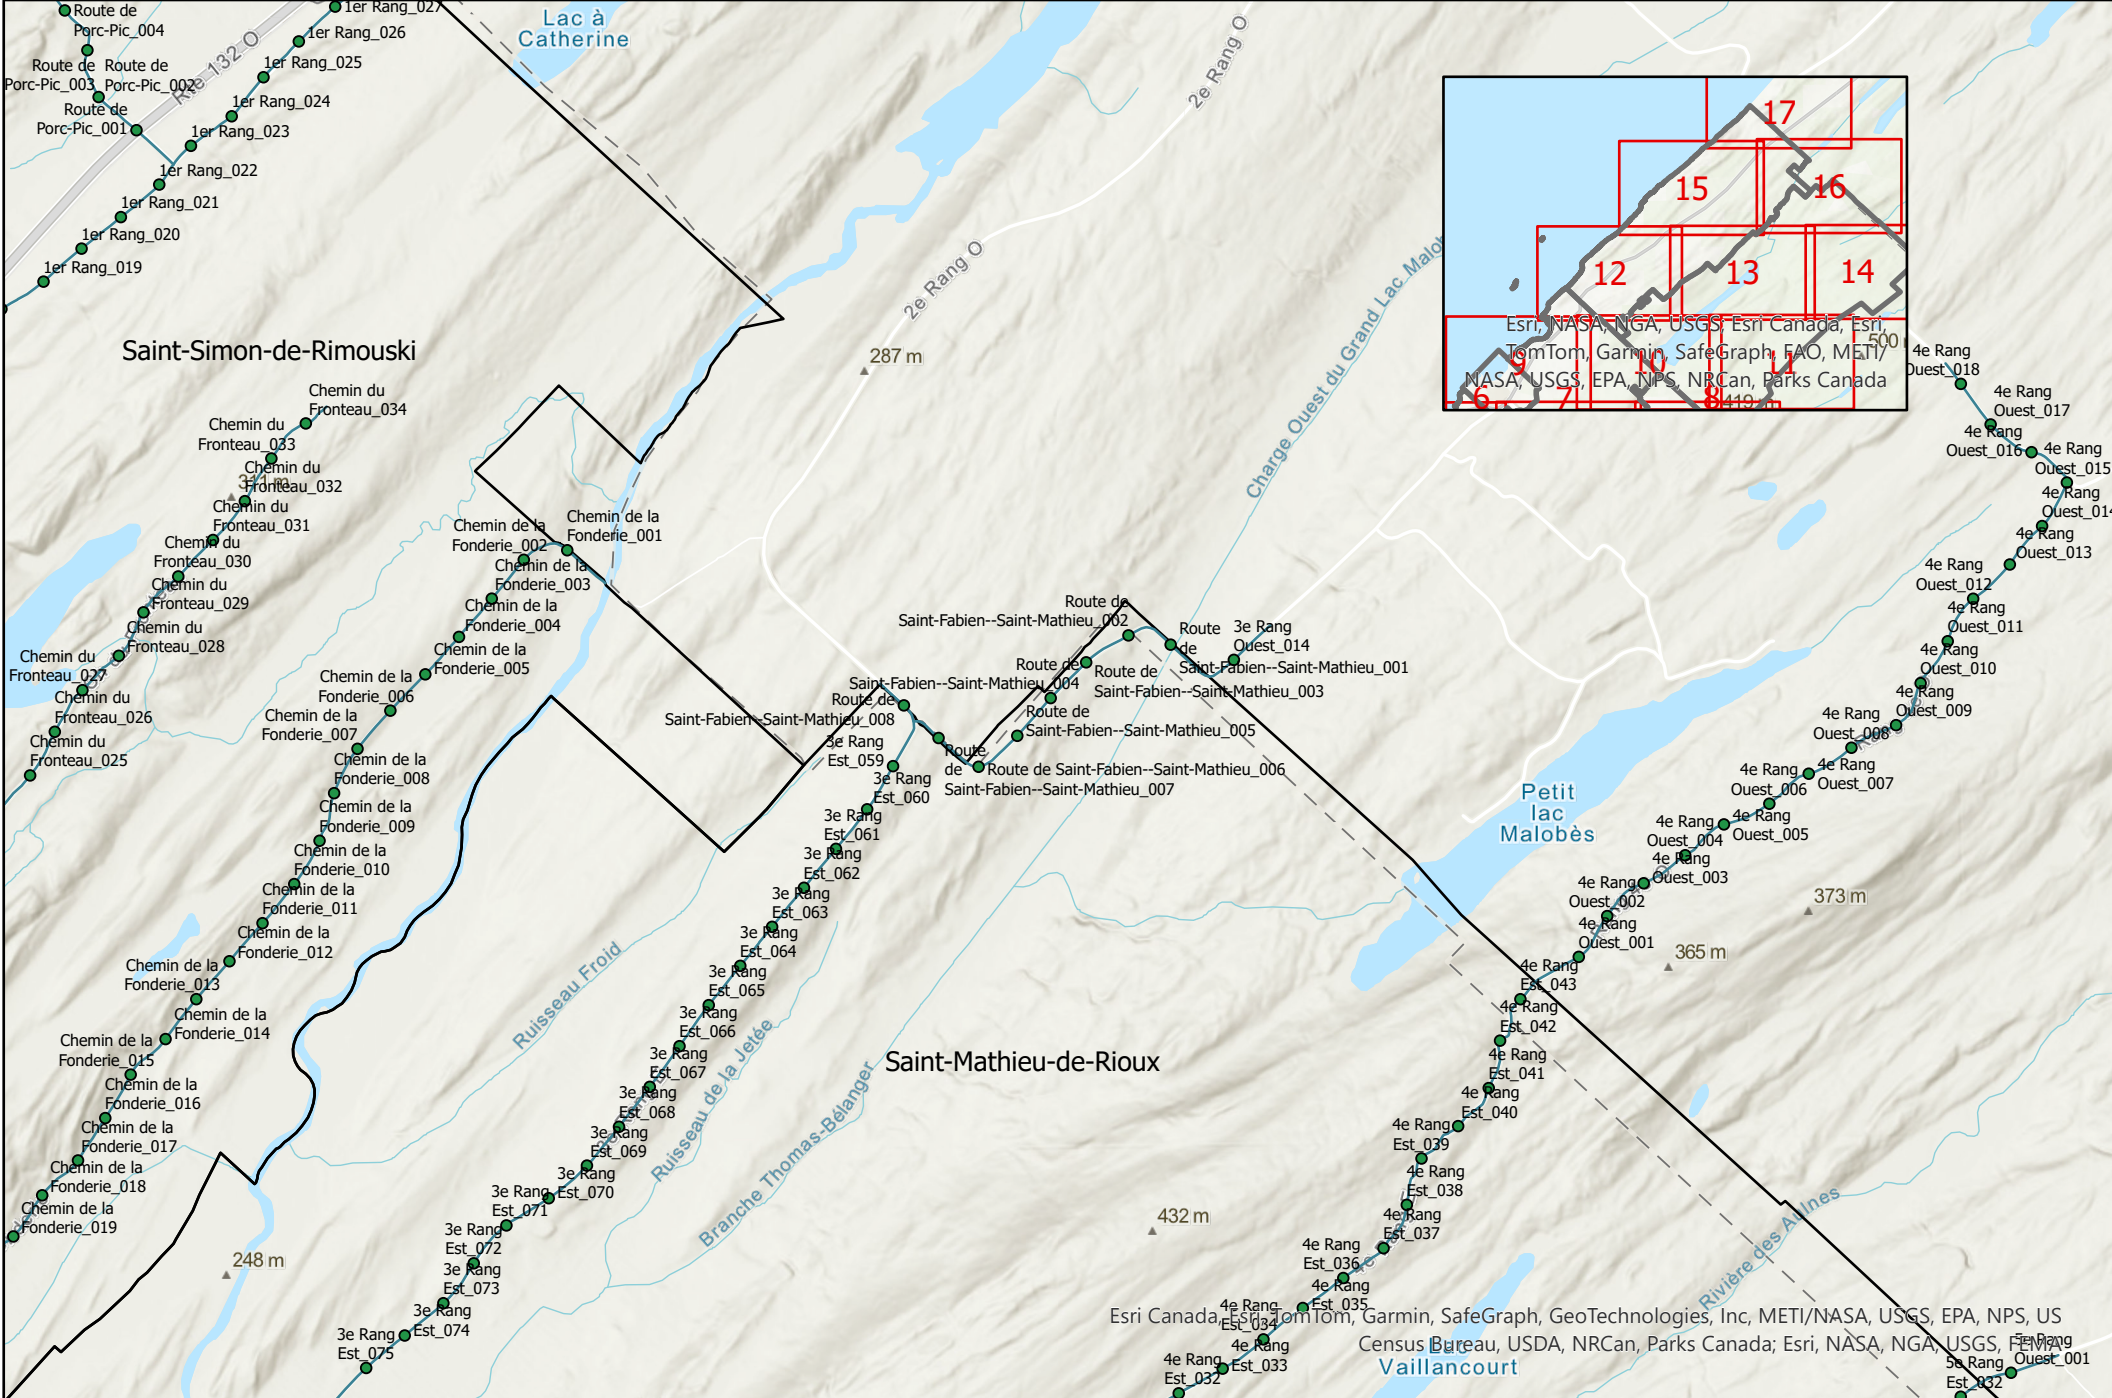 Route de
Porc-Pic_004
Route de
Porc-Pic_003
Route de
Porc-Pic_002
Route de
Porc-Pic_001
Rte 132 O
1er Rang_027
1er Rang_026
1er Rang_025
1er Rang_024
1er Rang_023
1er Rang_022
1er Rang_021
1er Rang_020
1er Rang_019
Lac à
Catherine
2e Rang O
2e Rang O
Charge Ouest du Grand Lac Malob
Saint-Simon-de-Rimouski
287 m
311 m
17
15
16
12
13
14
9
10
11
6
7
8
500
419 m
Esri, NASA, NGA, USGS, Esri Canada, Esri,
TomTom, Garmin, SafeGraph, FAO, METI/
NASA, USGS, EPA, NPS, NRCan, Parks Canada
Chemin du
Fronteau_034
Chemin du
Fronteau_033
Chemin du
Fronteau_032
Chemin du
Fronteau_031
Chemin du
Fronteau_030
Chemin du
Fronteau_029
Chemin du
Fronteau_028
Chemin du
Fronteau_027
Chemin du
Fronteau_026
Chemin du
Fronteau_025
Chemin de la
Fonderie_001
Chemin de la
Fonderie_002
Chemin de la
Fonderie_003
Chemin de la
Fonderie_004
Chemin de la
Fonderie_005
Chemin de la
Fonderie_006
Chemin de la
Fonderie_007
Chemin de la
Fonderie_008
Chemin de la
Fonderie_009
Chemin de la
Fonderie_010
Chemin de la
Fonderie_011
Chemin de la
Fonderie_012
Chemin de la
Fonderie_013
Chemin de la
Fonderie_014
Chemin de la
Fonderie_015
Chemin de la
Fonderie_016
Chemin de la
Fonderie_017
Chemin de la
Fonderie_018
Chemin de la
Fonderie_019
Route
de
Saint-Fabien--Saint-Mathieu_001
Route de
Saint-Fabien--Saint-Mathieu_002
Route de
Saint-Fabien--Saint-Mathieu_003
Route de
Saint-Fabien--Saint-Mathieu_004
Route de
Saint-Fabien--Saint-Mathieu_005
Route de Saint-Fabien--Saint-Mathieu_006
Route
de
Saint-Fabien--Saint-Mathieu_007
Route de
Saint-Fabien--Saint-Mathieu_008
3e Rang
Ouest_014
3e Rang
Est_059
3e Rang
Est_060
3e Rang
Est_061
3e Rang
Est_062
3e Rang
Est_063
3e Rang
Est_064
3e Rang
Est_065
3e Rang
Est_066
3e Rang
Est_067
3e Rang
Est_068
3e Rang
Est_069
3e Rang
Est_070
3e Rang
Est_071
3e Rang
Est_072
3e Rang
Est_073
3e Rang
Est_074
3e Rang
Est_075
4e Rang
Ouest_018
4e Rang
Ouest_017
4e Rang
Ouest_016
4e Rang
Ouest_015
4e Rang
Ouest_014
4e Rang
Ouest_013
4e Rang
Ouest_012
4e Rang
Ouest_011
4e Rang
Ouest_010
4e Rang
Ouest_009
4e Rang
Ouest_008
4e Rang
Ouest_007
4e Rang
Ouest_006
4e Rang
Ouest_005
4e Rang
Ouest_004
4e Rang
Ouest_003
4e Rang
Ouest_002
4e Rang
Ouest_001
4e Rang
Est_043
4e Rang
Est_042
4e Rang
Est_041
4e Rang
Est_040
4e Rang
Est_039
4e Rang
Est_038
4e Rang
Est_037
4e Rang
Est_036
4e Rang
Est_035
4e Rang
Est_034
4e Rang
Est_033
4e Rang
Est_032
5e Rang
Ouest_001
5e Rang
Est_032
Petit
lac
Malobès
373 m
365 m
432 m
248 m
Ruisseau Froid
Ruisseau de la Jetée
Branche Thomas-Bélanger
Saint-Mathieu-de-Rioux
Rivière des Aulnes
Lac
Vaillancourt
Esri Canada, Esri, TomTom, Garmin, SafeGraph, GeoTechnologies, Inc, METI/NASA, USGS, EPA, NPS, US
Census Bureau, USDA, NRCan, Parks Canada; Esri, NASA, NGA, USGS, FEMA